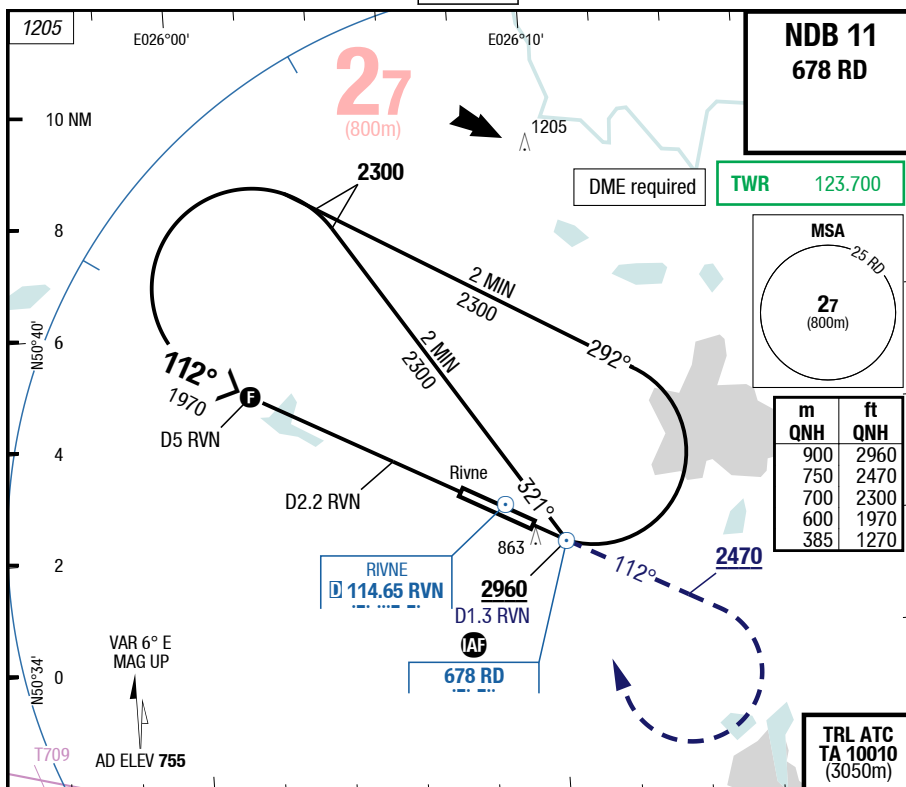 1205
E026°00'
E026°10'
NDB 11
678 RD
27
(800m)
10 NM
1205
2300
DME required
TWR 123.700
8
MSA
25 RD
27
(800m)
2 MIN
2300
N50°40'
6
2 MIN
2300
292°
112°
1970
F
D5 RVN
m ft
QNH QNH
900 2960
750 2470
700 2300
600 1970
385 1270
4
D2.2 RVN
Rivne
321°
863
2
RIVNE
D 114.65 RVN
2960
D1.3 RVN
IAF
678 RD
112°
2470
VAR 6° E
MAG UP
N50°34'
0
T709
AD ELEV 755
TRL ATC
TA 10010
(3050m)